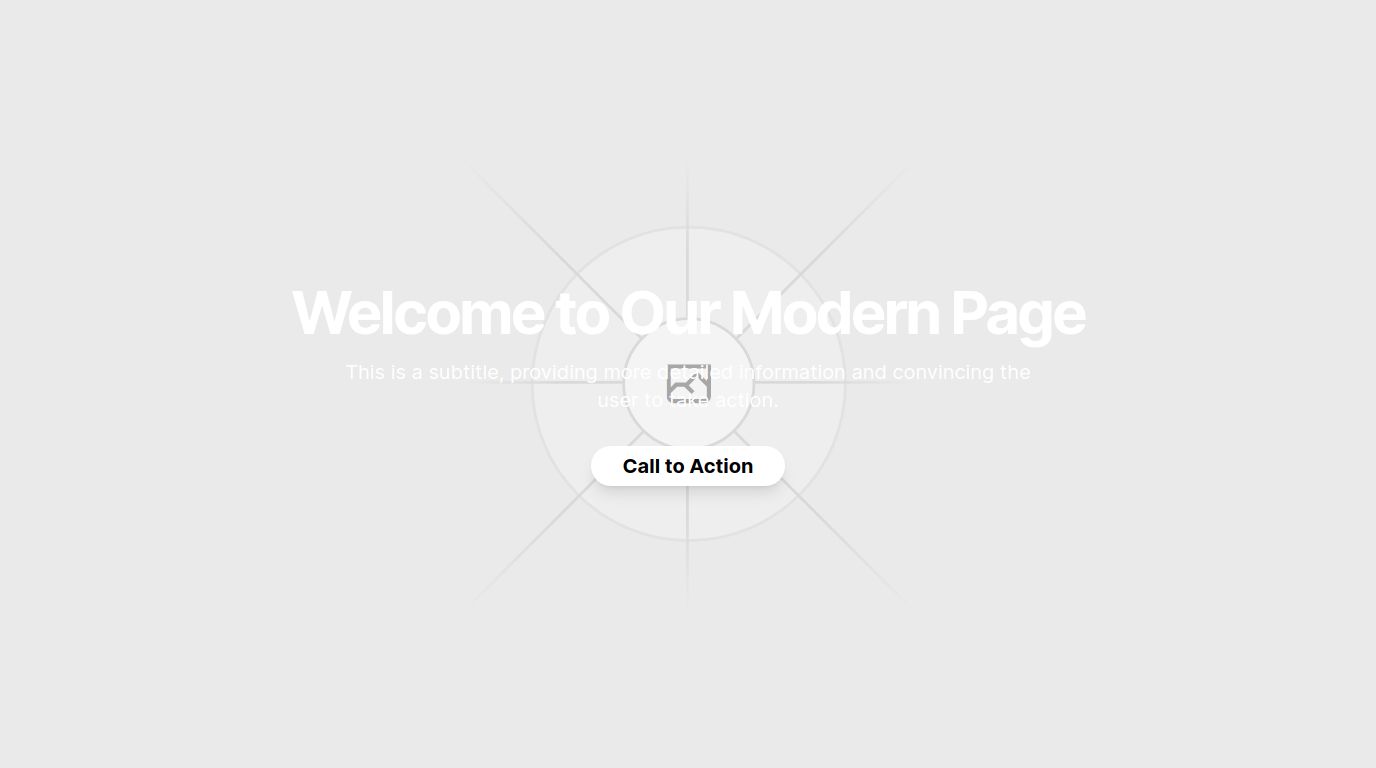 Welcome to Our Modern Page
This is a subtitle, providing more detailed information and convincing the
user to take action.
Call to Action